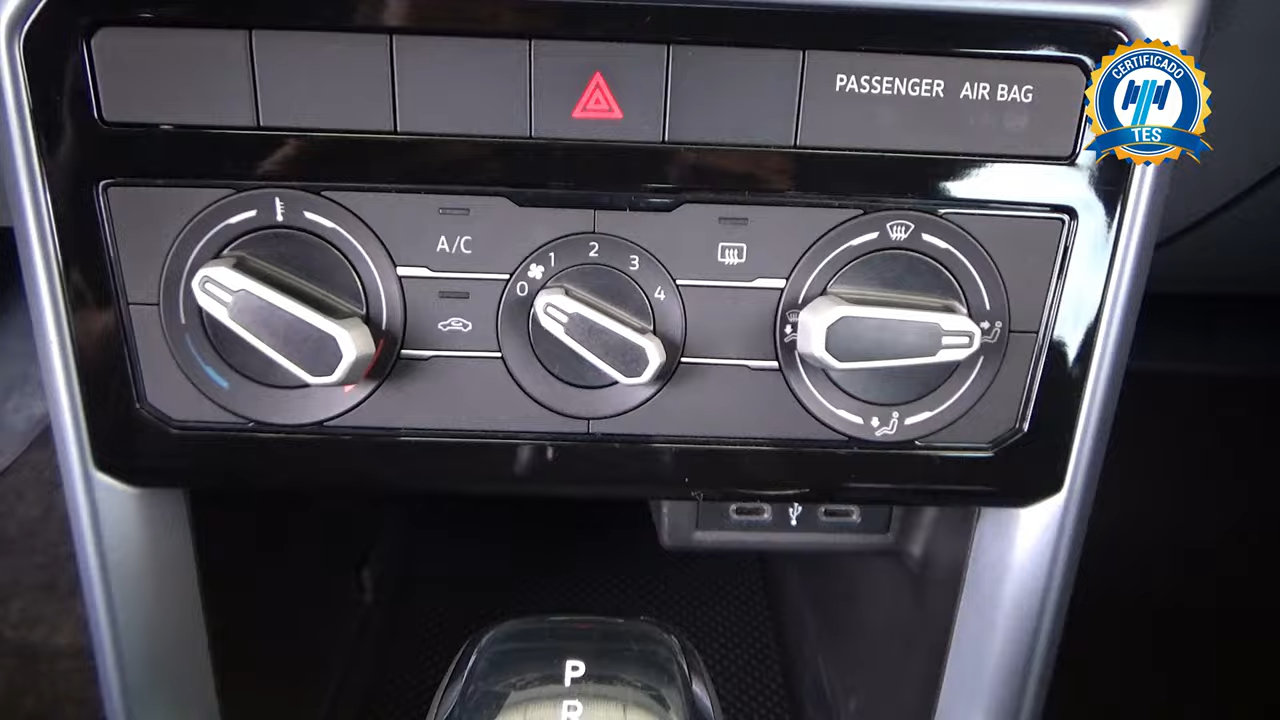 PASSENGER AIR BAG
CERTIFICADO
TES
A/C
0 1 2 3 4
P
R